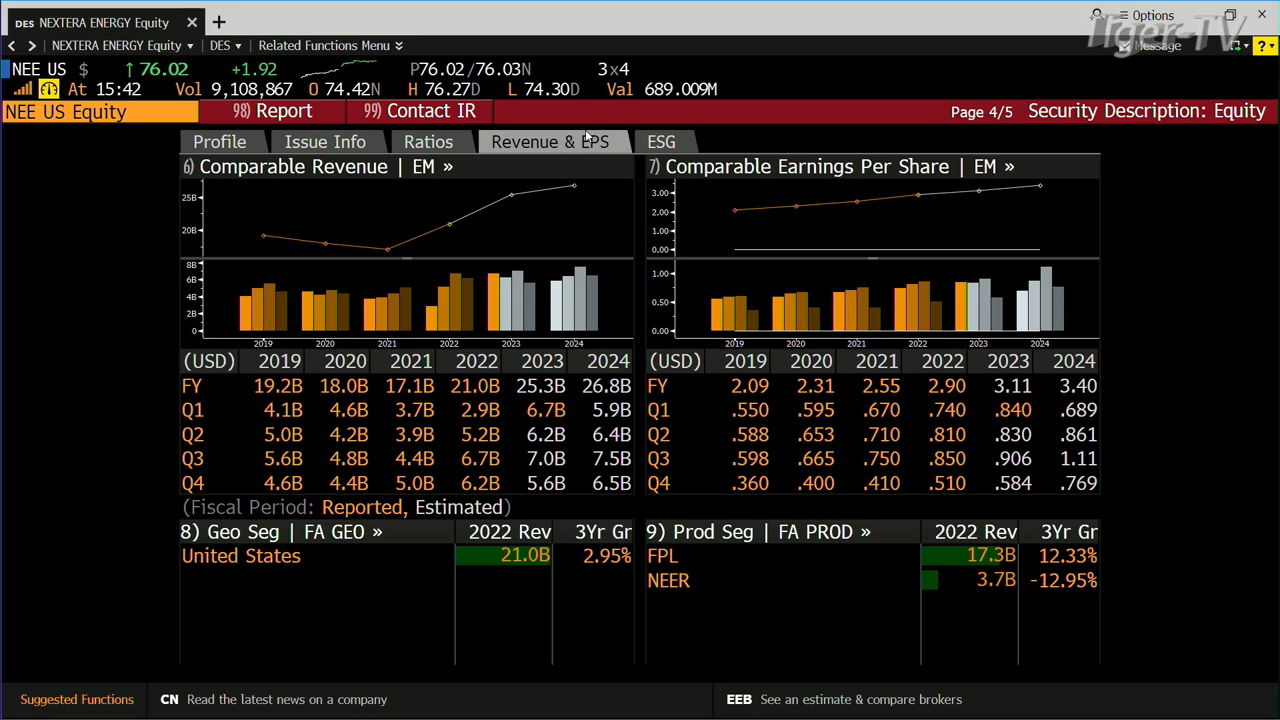 DES NEXTERA ENERGY Equity × +
Options
Tiger-TV
< > NEXTERA ENERGY Equity ▾ DES ▾ Related Functions Menu
Message
?
NEE US $ ↑ 76.02 +1.92 P76.02 / 76.03N 3 x 4
At 15:42 Vol 9,108,867 O 74.42N H 76.27D L 74.30D Val 689.009M
NEE US Equity 98) Report 99) Contact IR Page 4/5 Security Description: Equity
Profile Issue Info Ratios Revenue & EPS ESG
6) Comparable Revenue | EM »
25B
20B
8B
6B
4B
2B
0
2019 2020 2021 2022 2023 2024
(USD) 2019 2020 2021 2022 2023 2024
FY 19.2B 18.0B 17.1B 21.0B 25.3B 26.8B
Q1 4.1B 4.6B 3.7B 2.9B 6.7B 5.9B
Q2 5.0B 4.2B 3.9B 5.2B 6.2B 6.4B
Q3 5.6B 4.8B 4.4B 6.7B 7.0B 7.5B
Q4 4.6B 4.4B 5.0B 6.2B 5.6B 6.5B
7) Comparable Earnings Per Share | EM »
3.00
2.00
1.00
0.00
1.00
0.50
0.00
2019 2020 2021 2022 2023 2024
(USD) 2019 2020 2021 2022 2023 2024
FY 2.09 2.31 2.55 2.90 3.11 3.40
Q1 .550 .595 .670 .740 .840 .689
Q2 .588 .653 .710 .810 .830 .861
Q3 .598 .665 .750 .850 .906 1.11
Q4 .360 .400 .410 .510 .584 .769
(Fiscal Period: Reported, Estimated)
8) Geo Seg | FA GEO » 2022 Rev 3Yr Gr
United States 21.0B 2.95%
9) Prod Seg | FA PROD » 2022 Rev 3Yr Gr
FPL 17.3B 12.33%
NEER 3.7B -12.95%
Suggested Functions CN Read the latest news on a company EEB See an estimate & compare brokers